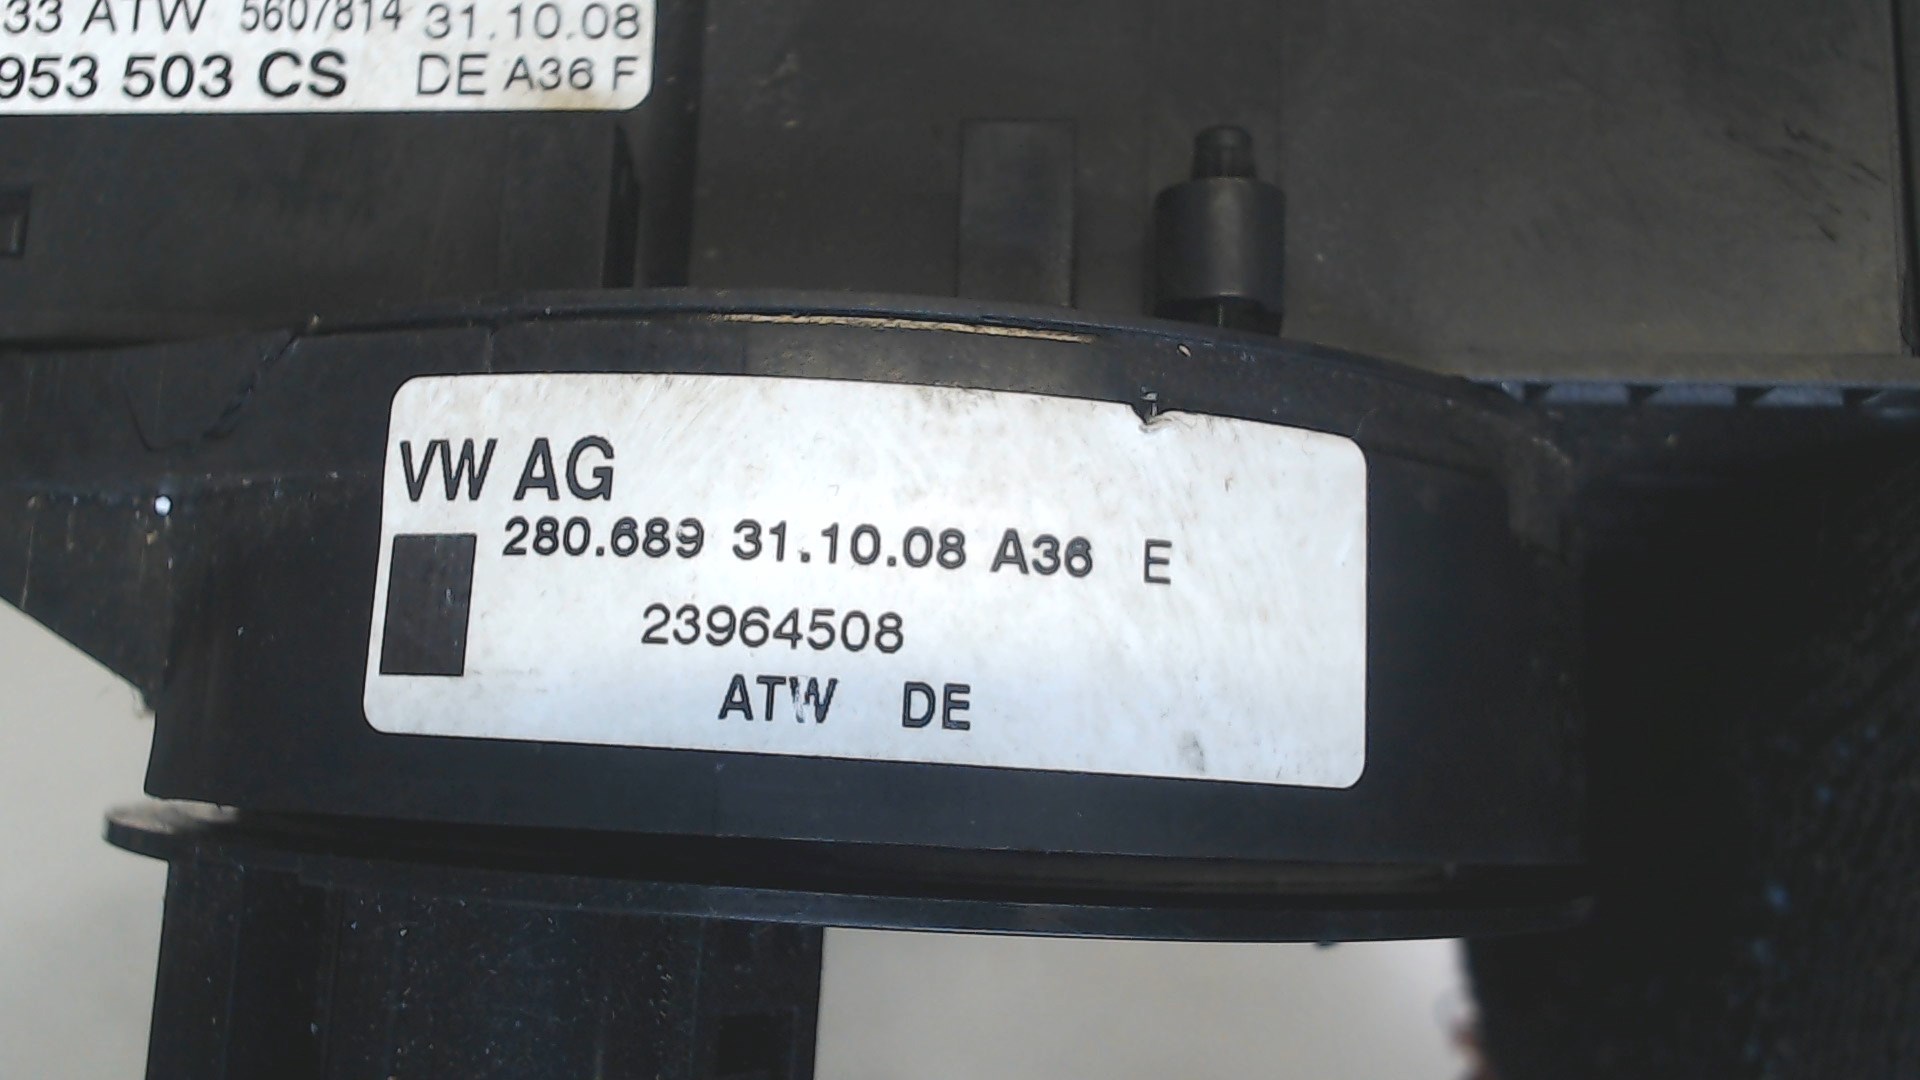 33 ATW 5607814 31.10.08
953 503 CS DE A36 F
VW AG
280.689 31.10.08 A36 E
23964508
ATW DE